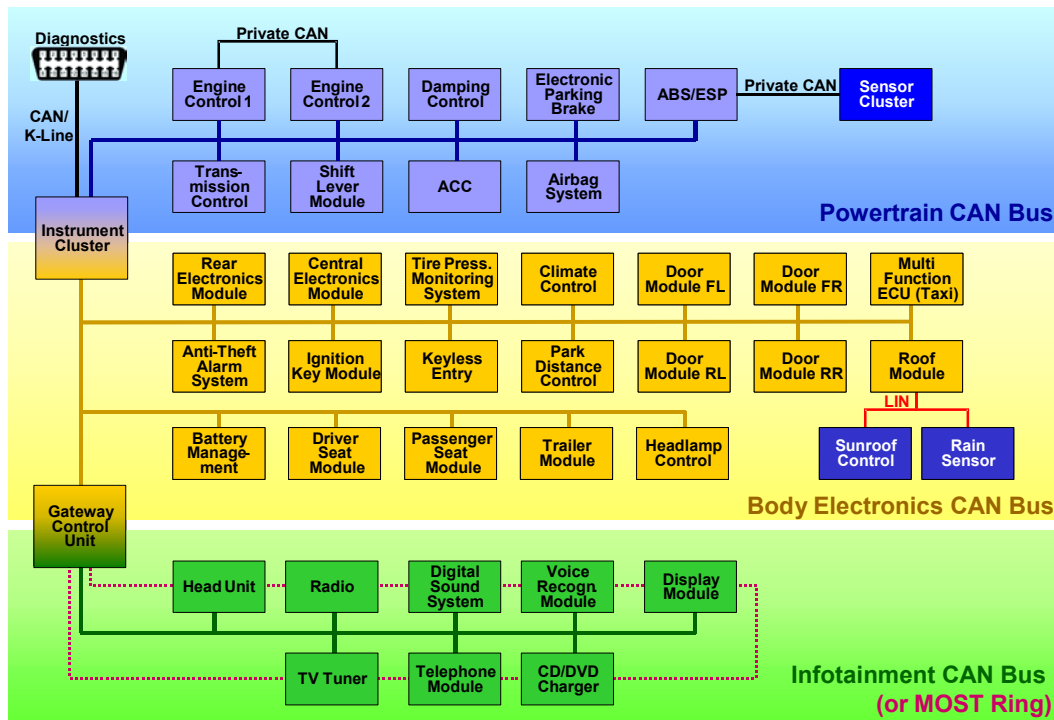 Diagnostics
Private CAN
Engine
Control 1
Engine
Control 2
Damping
Control
Electronic
Parking
Brake
ABS/ESP
Private CAN
Sensor
Cluster
CAN/
K-Line
Trans-
mission
Control
Shift
Lever
Module
ACC
Airbag
System
Powertrain CAN Bus
Instrument
Cluster
Rear
Electronics
Module
Central
Electronics
Module
Tire Press.
Monitoring
System
Climate
Control
Door
Module FL
Door
Module FR
Multi
Function
ECU (Taxi)
Anti-Theft
Alarm
System
Ignition
Key Module
Keyless
Entry
Park
Distance
Control
Door
Module RL
Door
Module RR
Roof
Module
LIN
Battery
Manage-
ment
Driver
Seat
Module
Passenger
Seat
Module
Trailer
Module
Headlamp
Control
Sunroof
Control
Rain
Sensor
Body Electronics CAN Bus
Gateway
Control
Unit
Head Unit
Radio
Digital
Sound
System
Voice
Recogn.
Module
Display
Module
TV Tuner
Telephone
Module
CD/DVD
Charger
Infotainment CAN Bus
(or MOST Ring)